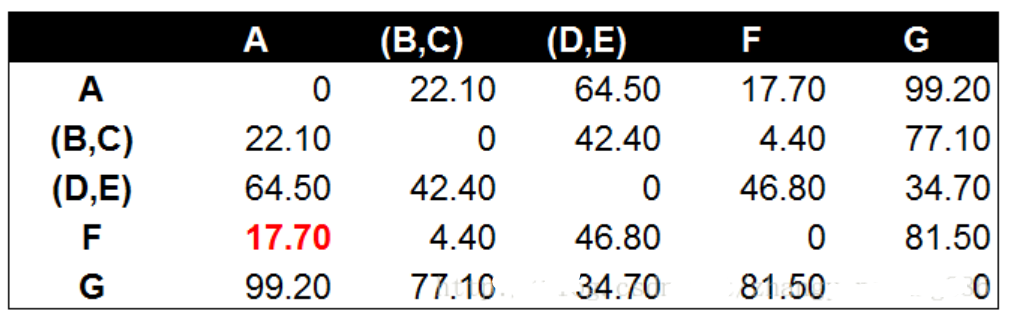 A (B,C) (D,E) F G
A 0 22.10 64.50 17.70 99.20
(B,C) 22.10 0 42.40 4.40 77.10
(D,E) 64.50 42.40 0 46.80 34.70
F 17.70 4.40 46.80 0 81.50
G 99.20 77.10 34.70 81.50 0